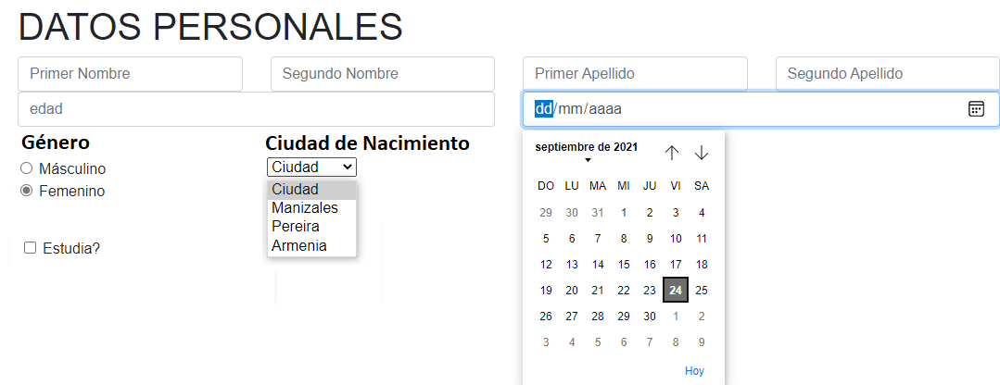 DATOS PERSONALES
Primer Nombre Segundo Nombre Primer Apellido Segundo Apellido
edad dd/mm/aaaa
Género Ciudad de Nacimiento
Másculino
Femenino
Estudia?
Ciudad
Ciudad
Manizales
Pereira
Armenia
septiembre de 2021
DO LU MA MI JU VI SA
29 30 31 1 2 3 4
5 6 7 8 9 10 11
12 13 14 15 16 17 18
19 20 21 22 23 24 25
26 27 28 29 30 1 2
3 4 5 6 7 8 9
Hoy